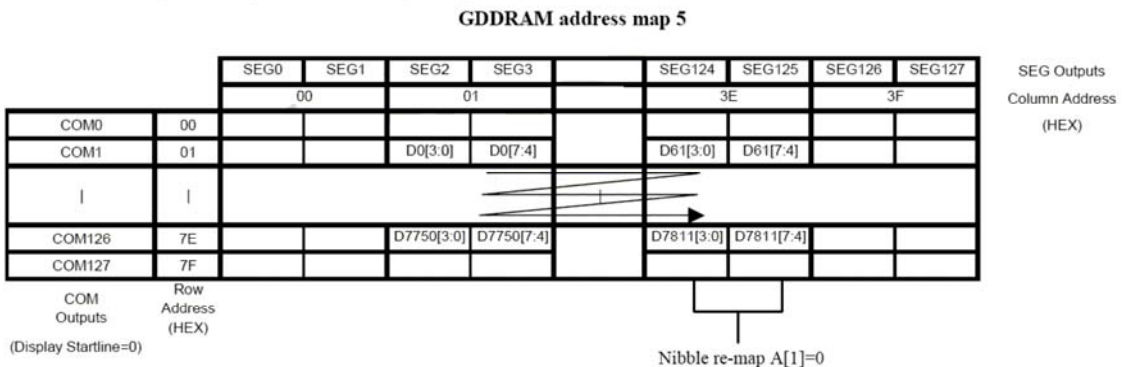 GDDRAM address map 5
SEG0 SEG1 SEG2 SEG3 SEG124 SEG125 SEG126 SEG127 SEG Outputs
00 01 3E 3F Column Address
(HEX)
COM0 00
COM1 01 D0[3:0] D0[7:4] D61[3:0] D61[7:4]
| | |
COM126 7E D7750[3:0] D7750[7:4] D7811[3:0] D7811[7:4]
COM127 7F
COM
Outputs
(Display Startline=0)
Row
Address
(HEX)
Nibble re-map A[1]=0